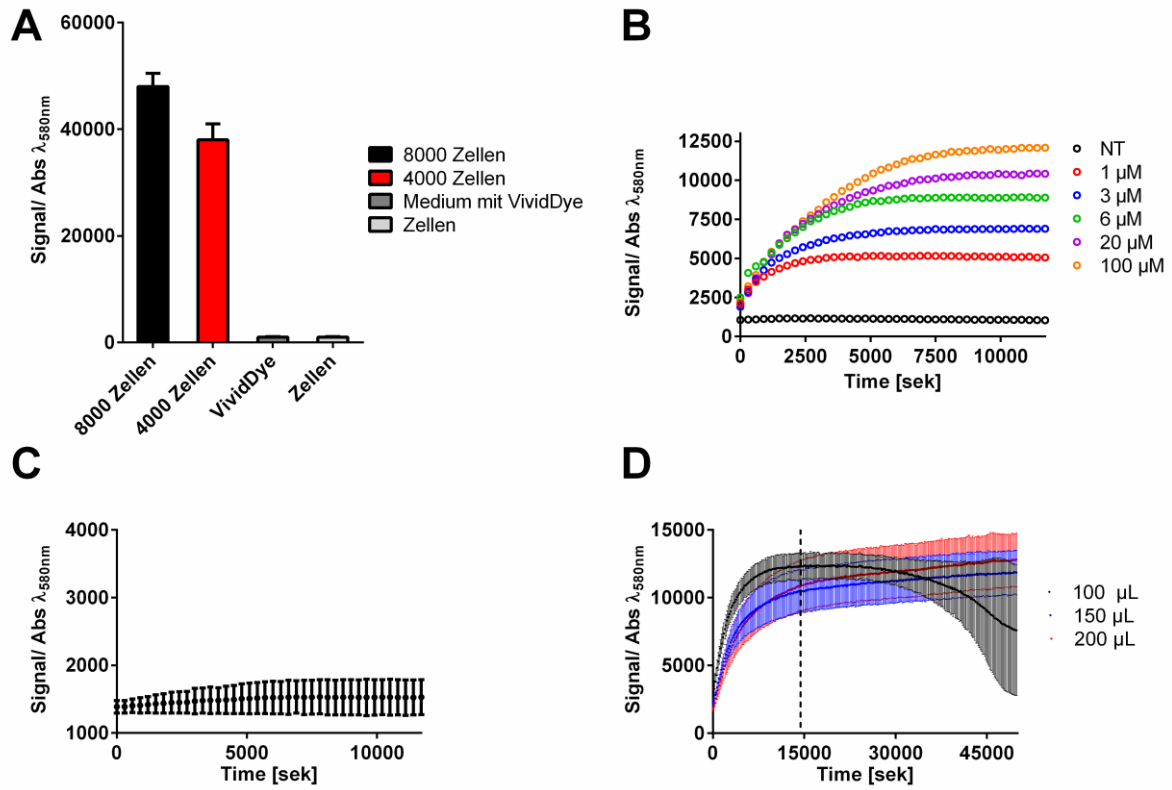 A
60000
40000
20000
0
Signal/ Abs λ580nm
8000 Zellen
4000 Zellen
VividDye
Zellen
8000 Zellen
4000 Zellen
Medium mit VividDye
Zellen
B
12500
10000
7500
5000
2500
0
Signal/ Abs λ580nm
0 2500 5000 7500 10000
Time [sek]
NT
1 µM
3 µM
6 µM
20 µM
100 µM
C
4000
3000
2000
1000
Signal/ Abs λ580nm
0 5000 10000
Time [sek]
D
15000
10000
5000
0
Signal/ Abs λ580nm
0 15000 30000 45000
Time [sek]
100 µL
150 µL
200 µL